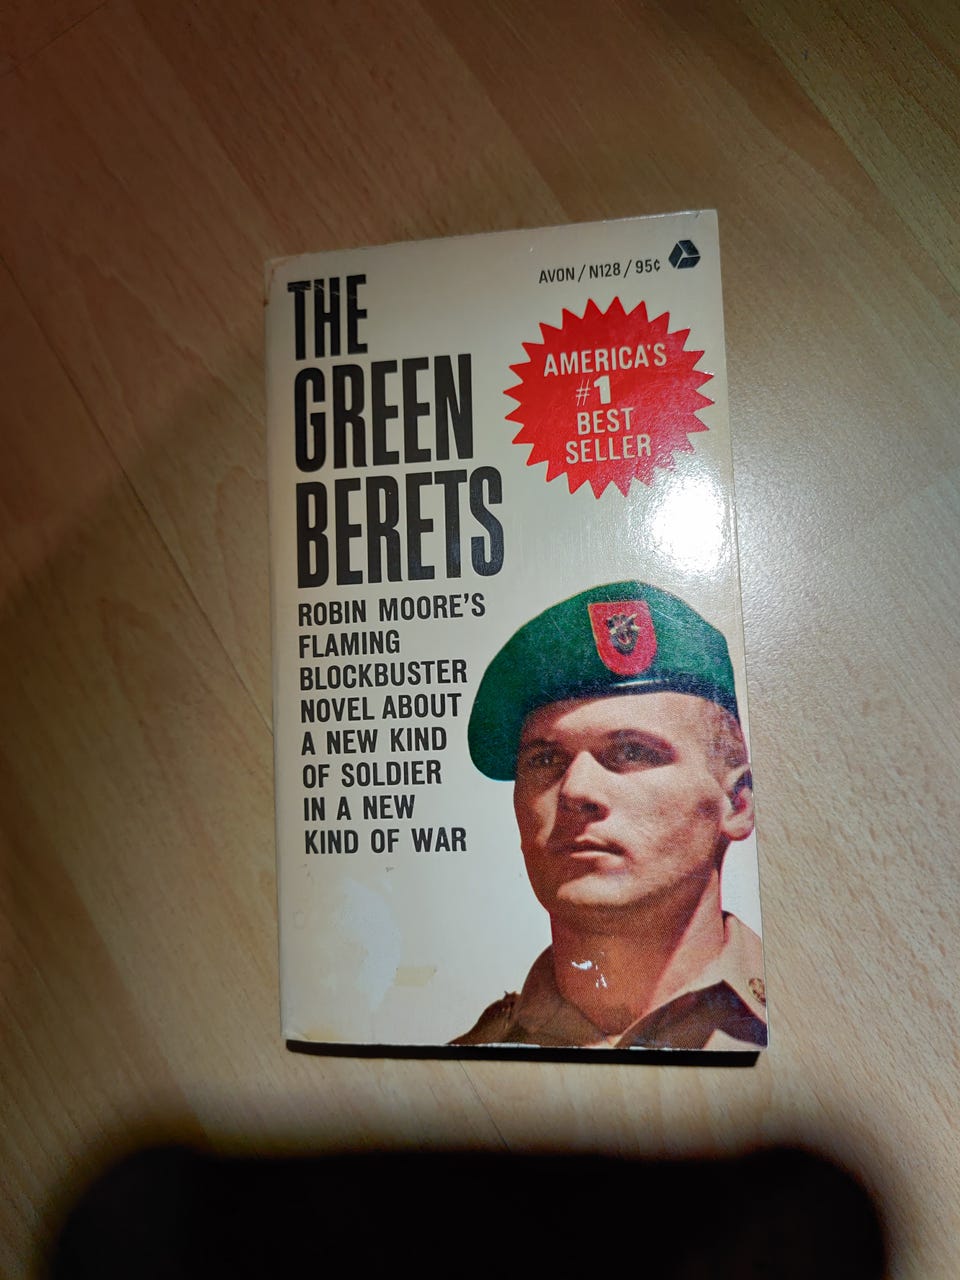 AVON / N128 / 95¢
THE
GREEN
BERETS
AMERICA'S
#1
BEST
SELLER
ROBIN MOORE'S
FLAMING
BLOCKBUSTER
NOVEL ABOUT
A NEW KIND
OF SOLDIER
IN A NEW
KIND OF WAR